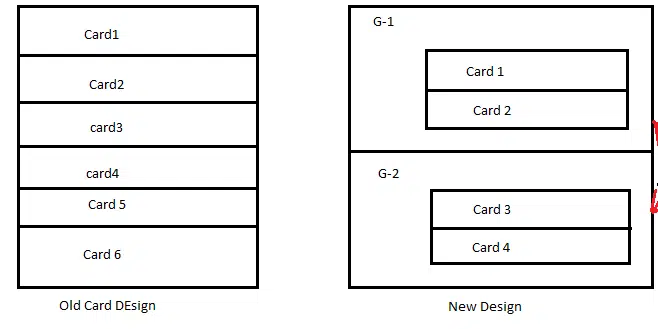 Card1
Card2
card3
card4
Card 5
Card 6
Old Card DEsign
G-1
Card 1
Card 2
G-2
Card 3
Card 4
New Design